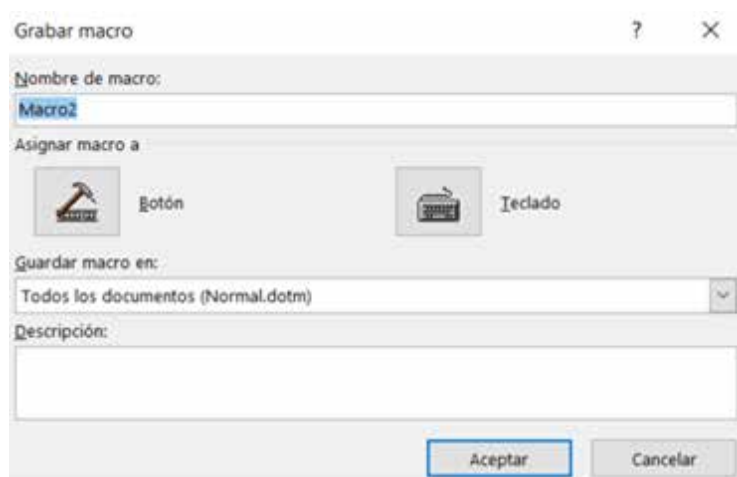 Grabar macro
Nombre de macro:
Macro2
Asignar macro a
Botón
Teclado
Guardar macro en:
Todos los documentos (Normal.dotm)
Descripción:
Aceptar
Cancelar